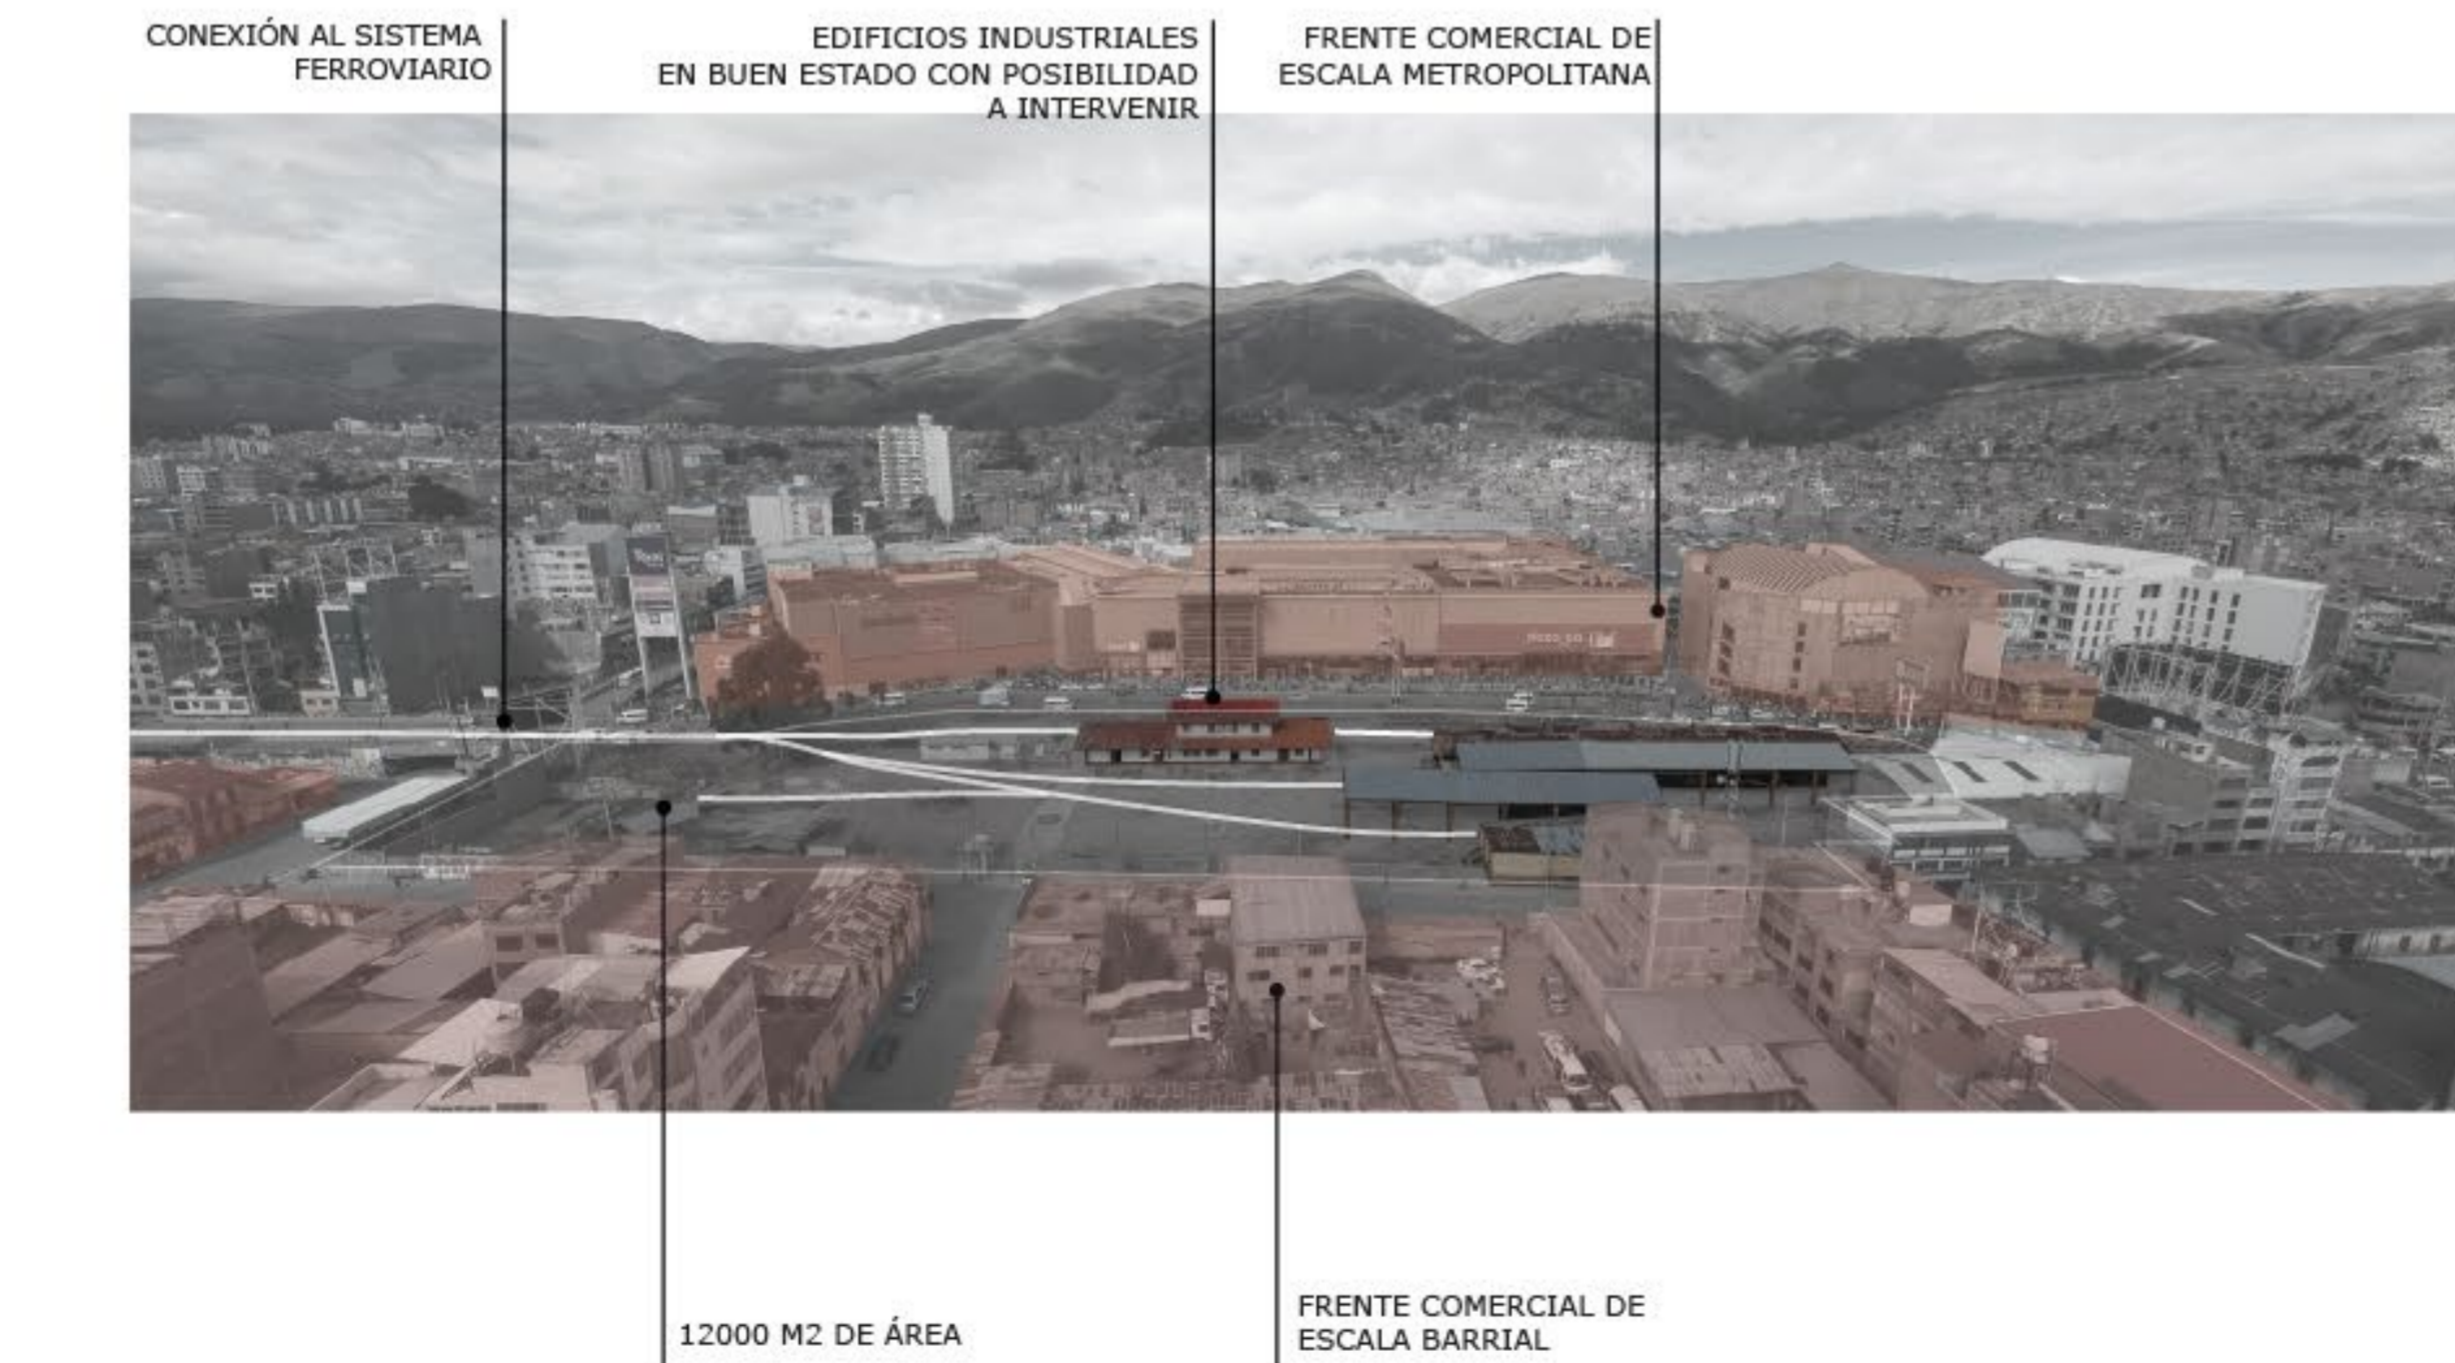 CONEXIÓN AL SISTEMA
FERROVIARIO
EDIFICIOS INDUSTRIALES
EN BUEN ESTADO CON POSIBILIDAD
A INTERVENIR
FRENTE COMERCIAL DE
ESCALA METROPOLITANA
12000 M2 DE ÁREA
FRENTE COMERCIAL DE
ESCALA BARRIAL